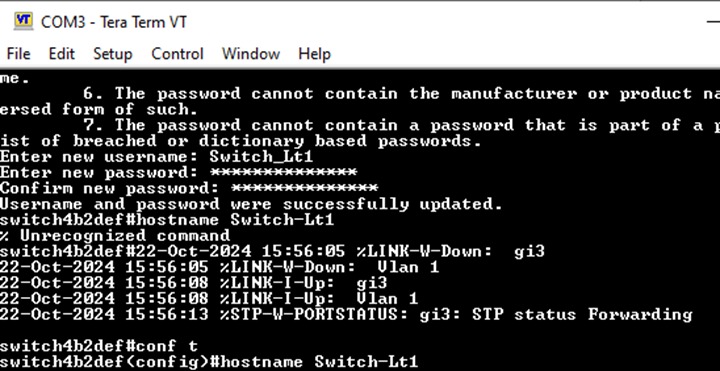 COM3 - Tera Term VT
File Edit Setup Control Window Help
me.
6. The password cannot contain the manufacturer or product na
ersed form of such.
7. The password cannot contain a password that is part of a p
ist of breached or dictionary based passwords.
Enter new username: Switch_Lt1
Enter new password: **************
Confirm new password: **************
Username and password were successfully updated.
switch4b2def#hostname Switch-Lt1
% Unrecognized command
switch4b2def#22-Oct-2024 15:56:05 %LINK-W-Down:  gi3
22-Oct-2024 15:56:05 %LINK-W-Down:  Vlan 1
22-Oct-2024 15:56:08 %LINK-I-Up:  gi3
22-Oct-2024 15:56:08 %LINK-I-Up:  Vlan 1
22-Oct-2024 15:56:13 %STP-W-PORTSTATUS: gi3: STP status Forwarding
switch4b2def#conf t
switch4b2def(config)#hostname Switch-Lt1